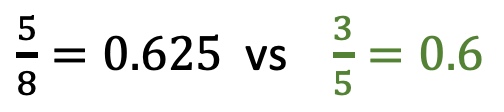 5/8 = 0.625 vs 3/5 = 0.6